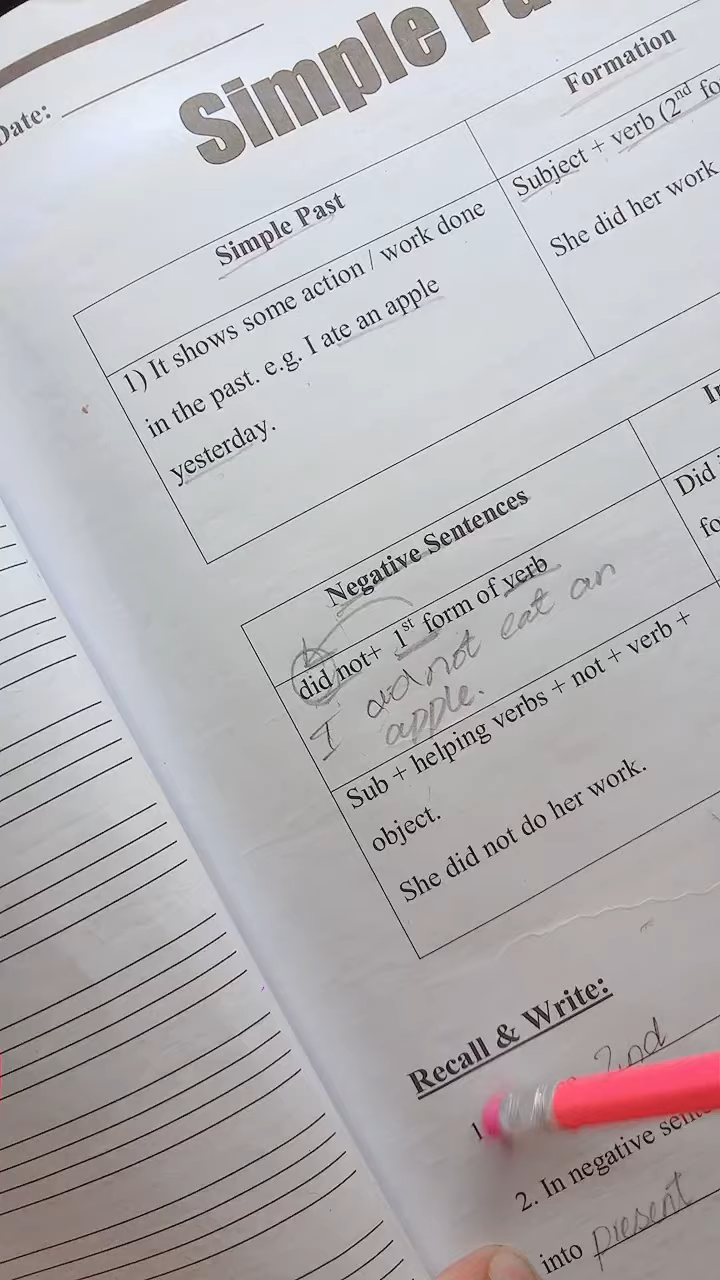 Date:
Simple Pa
Simple Past
Formation
1) It shows some action / work done
in the past. e.g. I ate an apple
yesterday.
Subject + verb (2nd fo
She did her work
Negative Sentences
did not+ 1st form of verb
I did not eat an
apple.
Sub + helping verbs + not + verb +
object.
She did not do her work.
Did
Recall & Write:
1
2nd
2. In negative
into present